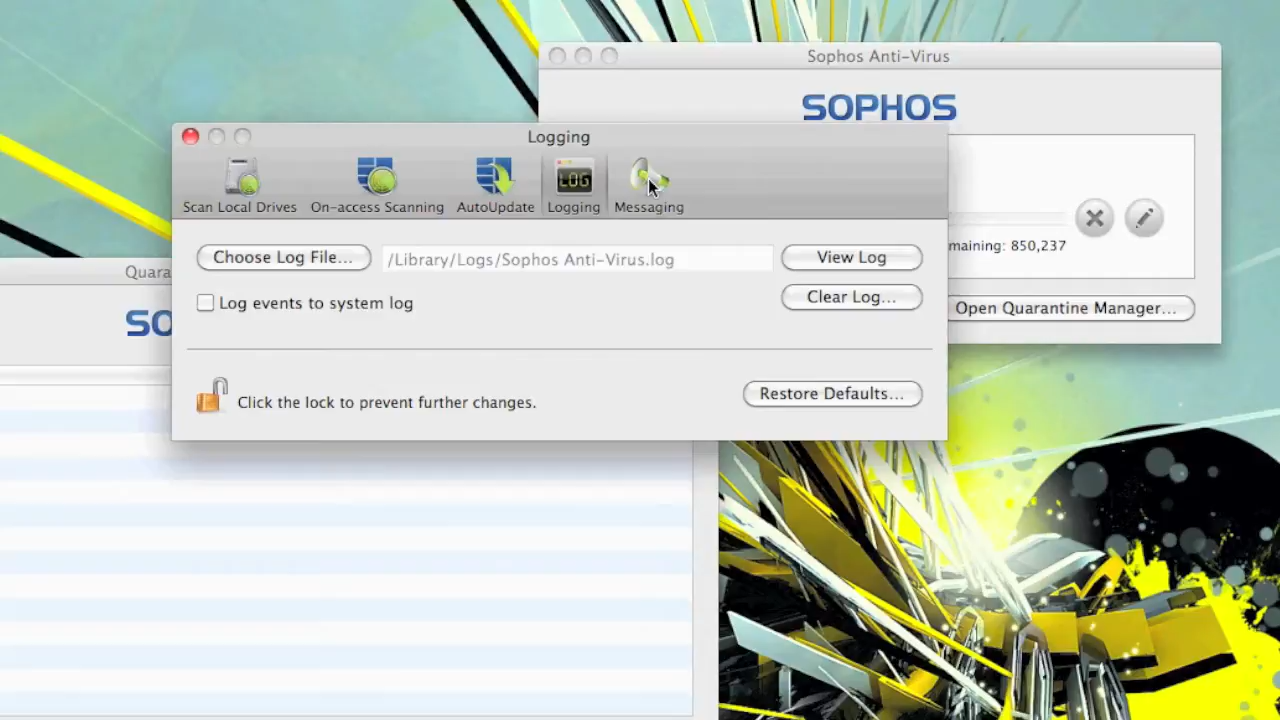 Sophos Anti-Virus
SOPHOS
Logging
LOG
Scan Local Drives
On-access Scanning
AutoUpdate
Logging
Messaging
Choose Log File...
/Library/Logs/Sophos Anti-Virus.log
View Log
Log events to system log
Clear Log...
Click the lock to prevent further changes.
Restore Defaults...
maining: 850,237
Open Quarantine Manager...
Quara
SO